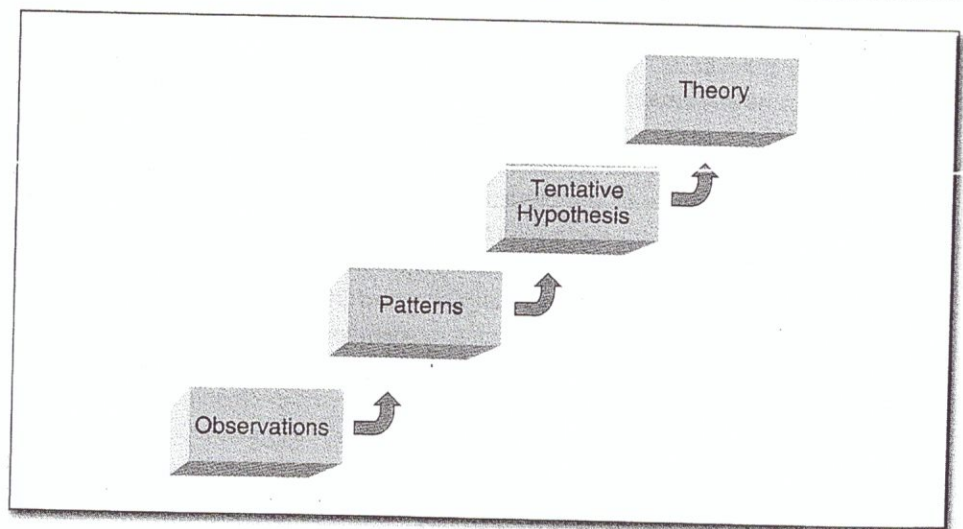 Theory
Tentative
Hypothesis
Patterns
Observations